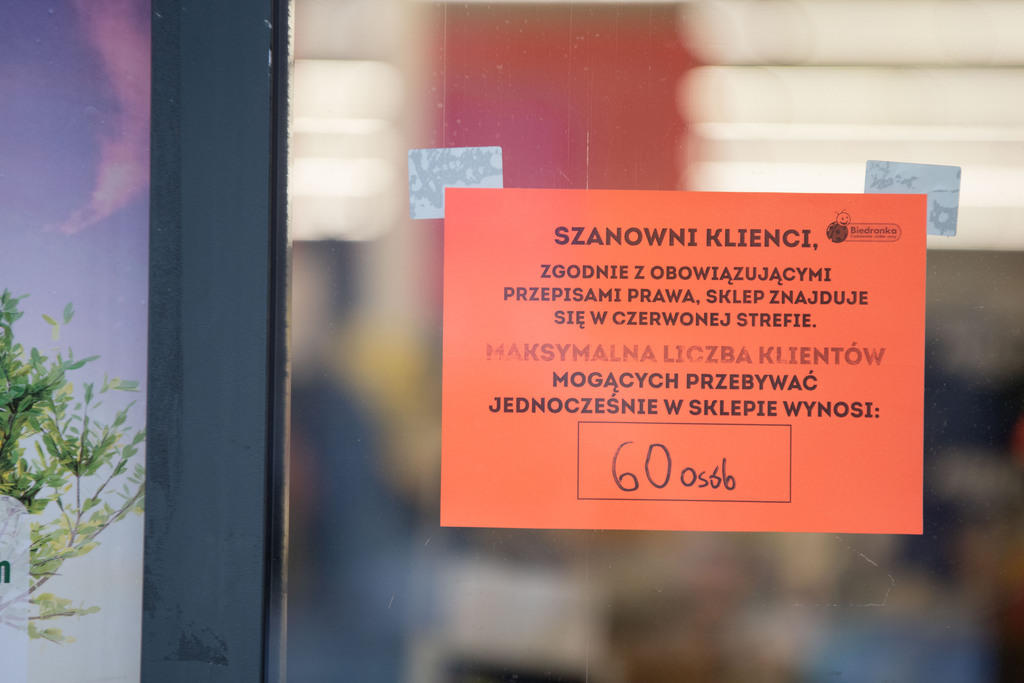 SZANOWNI KLIENCI,
Biedronka
ZGODNIE Z OBOWIĄZUJĄCYMI
PRZEPISAMI PRAWA, SKLEP ZNAJDUJE
SIĘ W CZERWONEJ STREFIE.
MAKSYMALNA LICZBA KLIENTÓW
MOGĄCYCH PRZEBYWAĆ
JEDNOCZEŚNIE W SKLEPIE WYNOSI:
60 osób